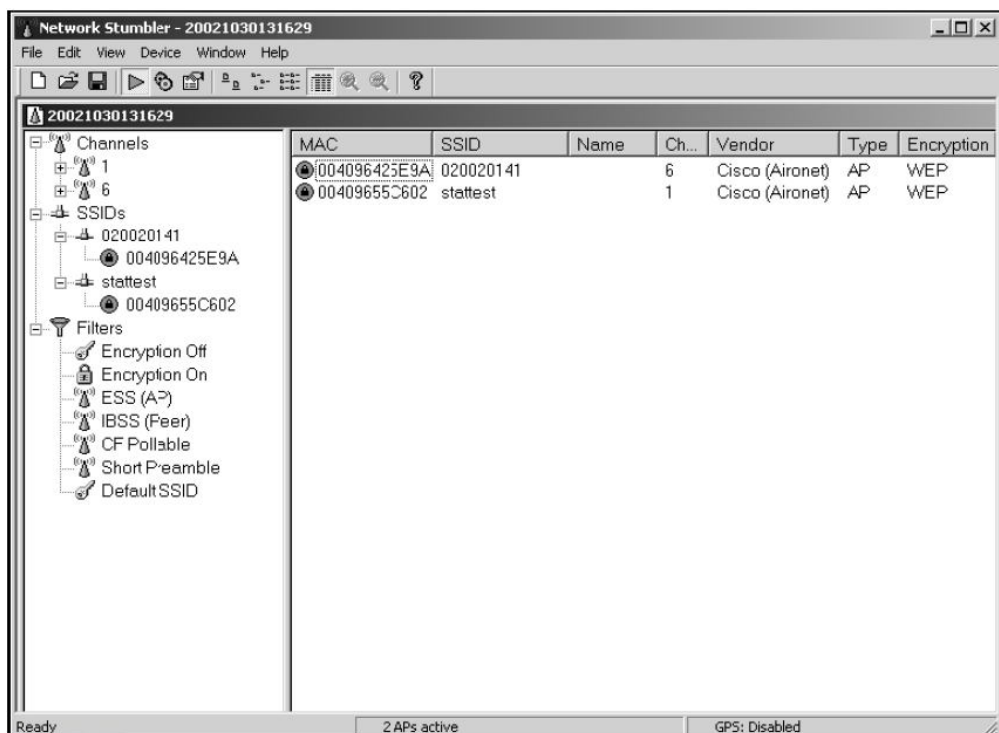 Network Stumbler - 20021030131629
File Edit View Device Window Help
20021030131629
Channels
1
6
SSIDs
020020141
004096425E9A
stattest
00409655C602
Filters
Encryption Off
Encryption On
ESS (AP)
IBSS (Peer)
CF Pollable
Short Preamble
Default SSID
MAC SSID Name Ch... Vendor Type Encryption
004096425E9A 020020141 6 Cisco (Aironet) AP WEP
00409655C602 stattest 1 Cisco (Aironet) AP WEP
Ready 2 APs active GPS: Disabled